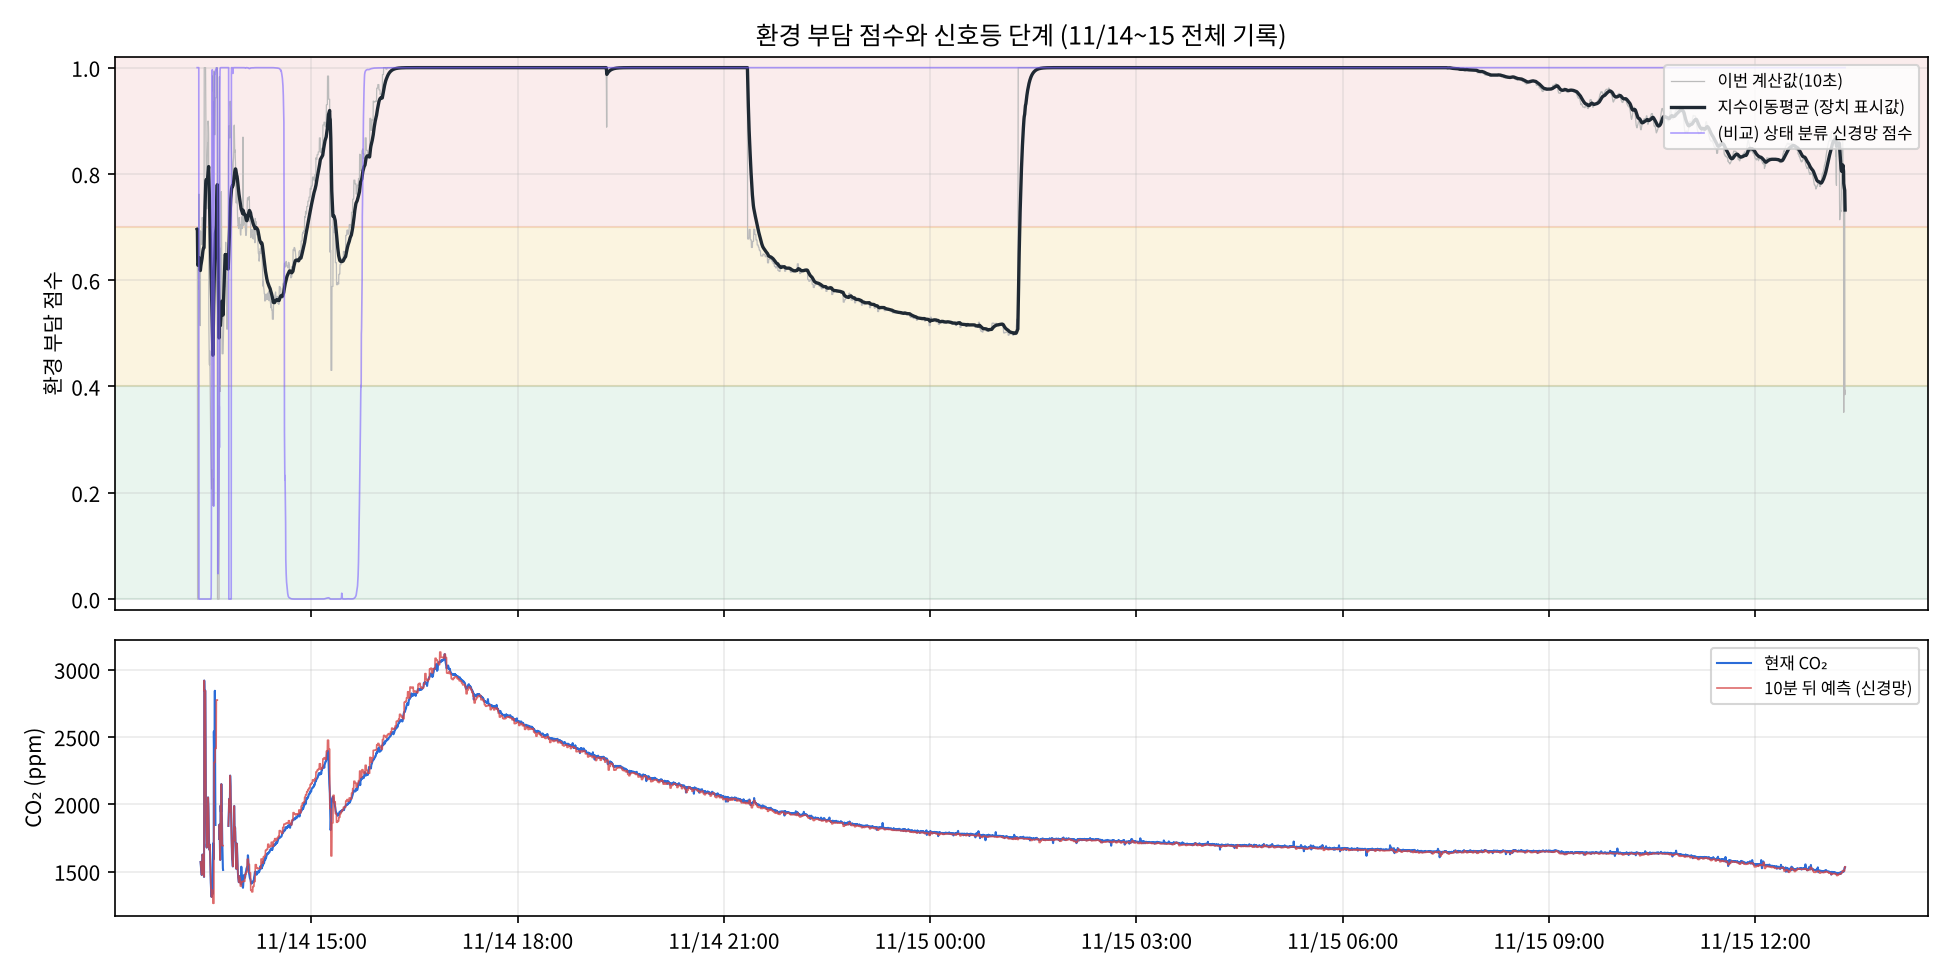 환경 부담 점수와 신호등 단계 (11/14~15 전체 기록)
환경 부담 점수
1.0
0.8
0.6
0.4
0.2
0.0
이번 계산값(10초)
지수이동평균 (장치 표시값)
(비교) 상태 분류 신경망 점수
CO₂ (ppm)
3000
2500
2000
1500
현재 CO₂
10분 뒤 예측 (신경망)
11/14 15:00
11/14 18:00
11/14 21:00
11/15 00:00
11/15 03:00
11/15 06:00
11/15 09:00
11/15 12:00